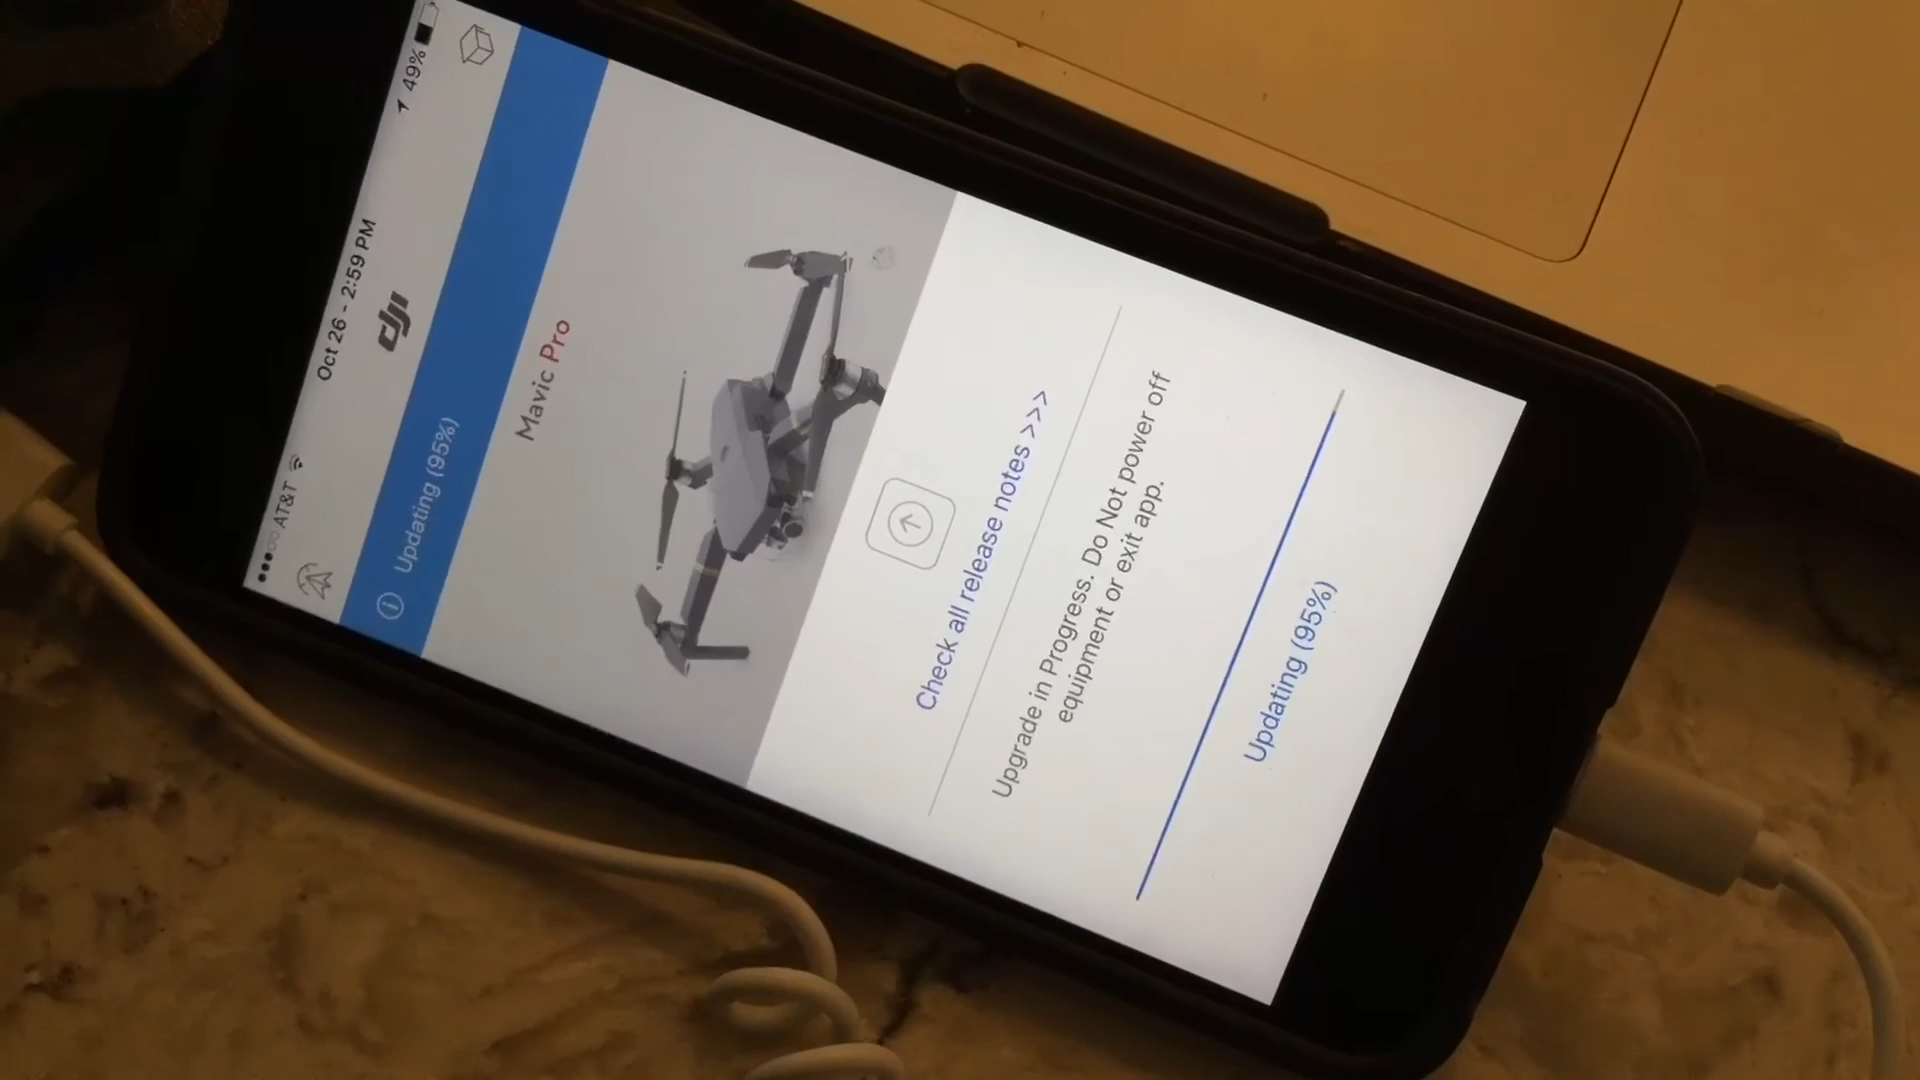 AT&T
Oct 26 - 2:59 PM
49%
dji
Updating (95%)
Mavic Pro
Check all release notes >>>
Upgrade in Progress. Do Not power off
equipment or exit app.
Updating (95%)